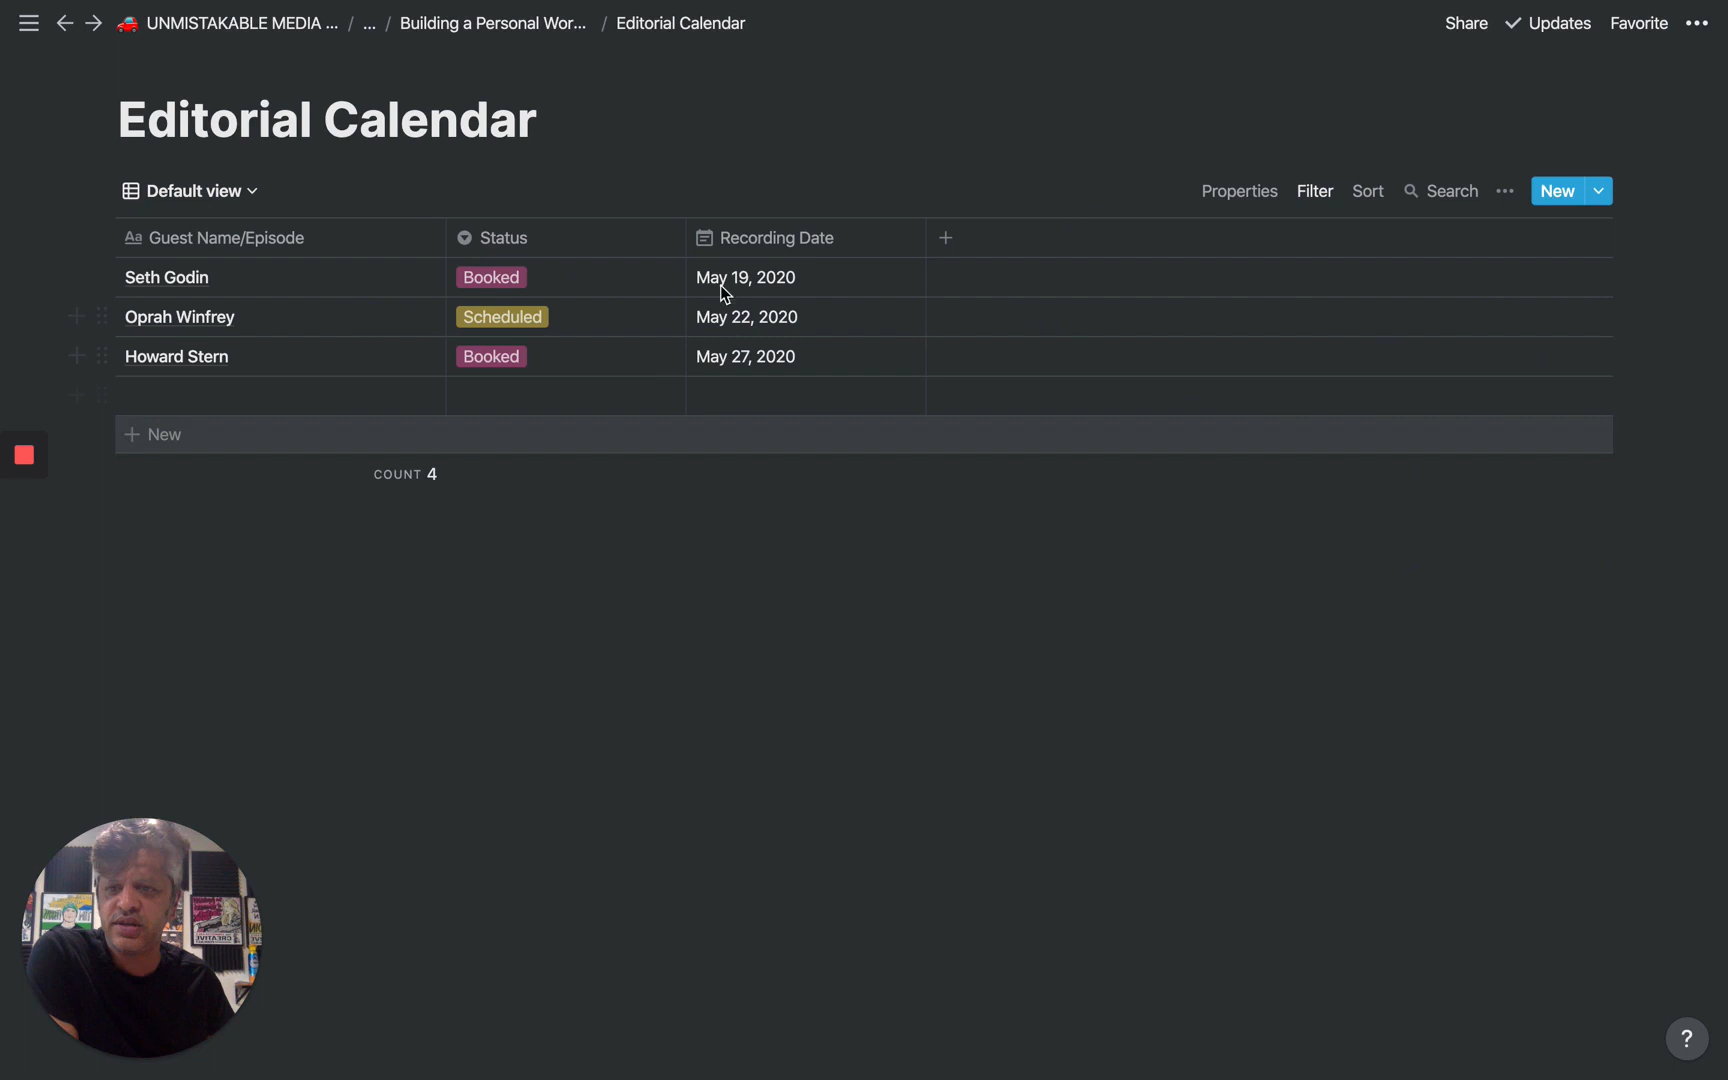 UNMISTAKABLE MEDIA ... / ... / Building a Personal Wor... / Editorial Calendar
Share Updates Favorite
Editorial Calendar
Default view
Properties Filter Sort Search New
Aa Guest Name/Episode Status Recording Date
Seth Godin Booked May 19, 2020
Oprah Winfrey Scheduled May 22, 2020
Howard Stern Booked May 27, 2020
New
COUNT 4
?